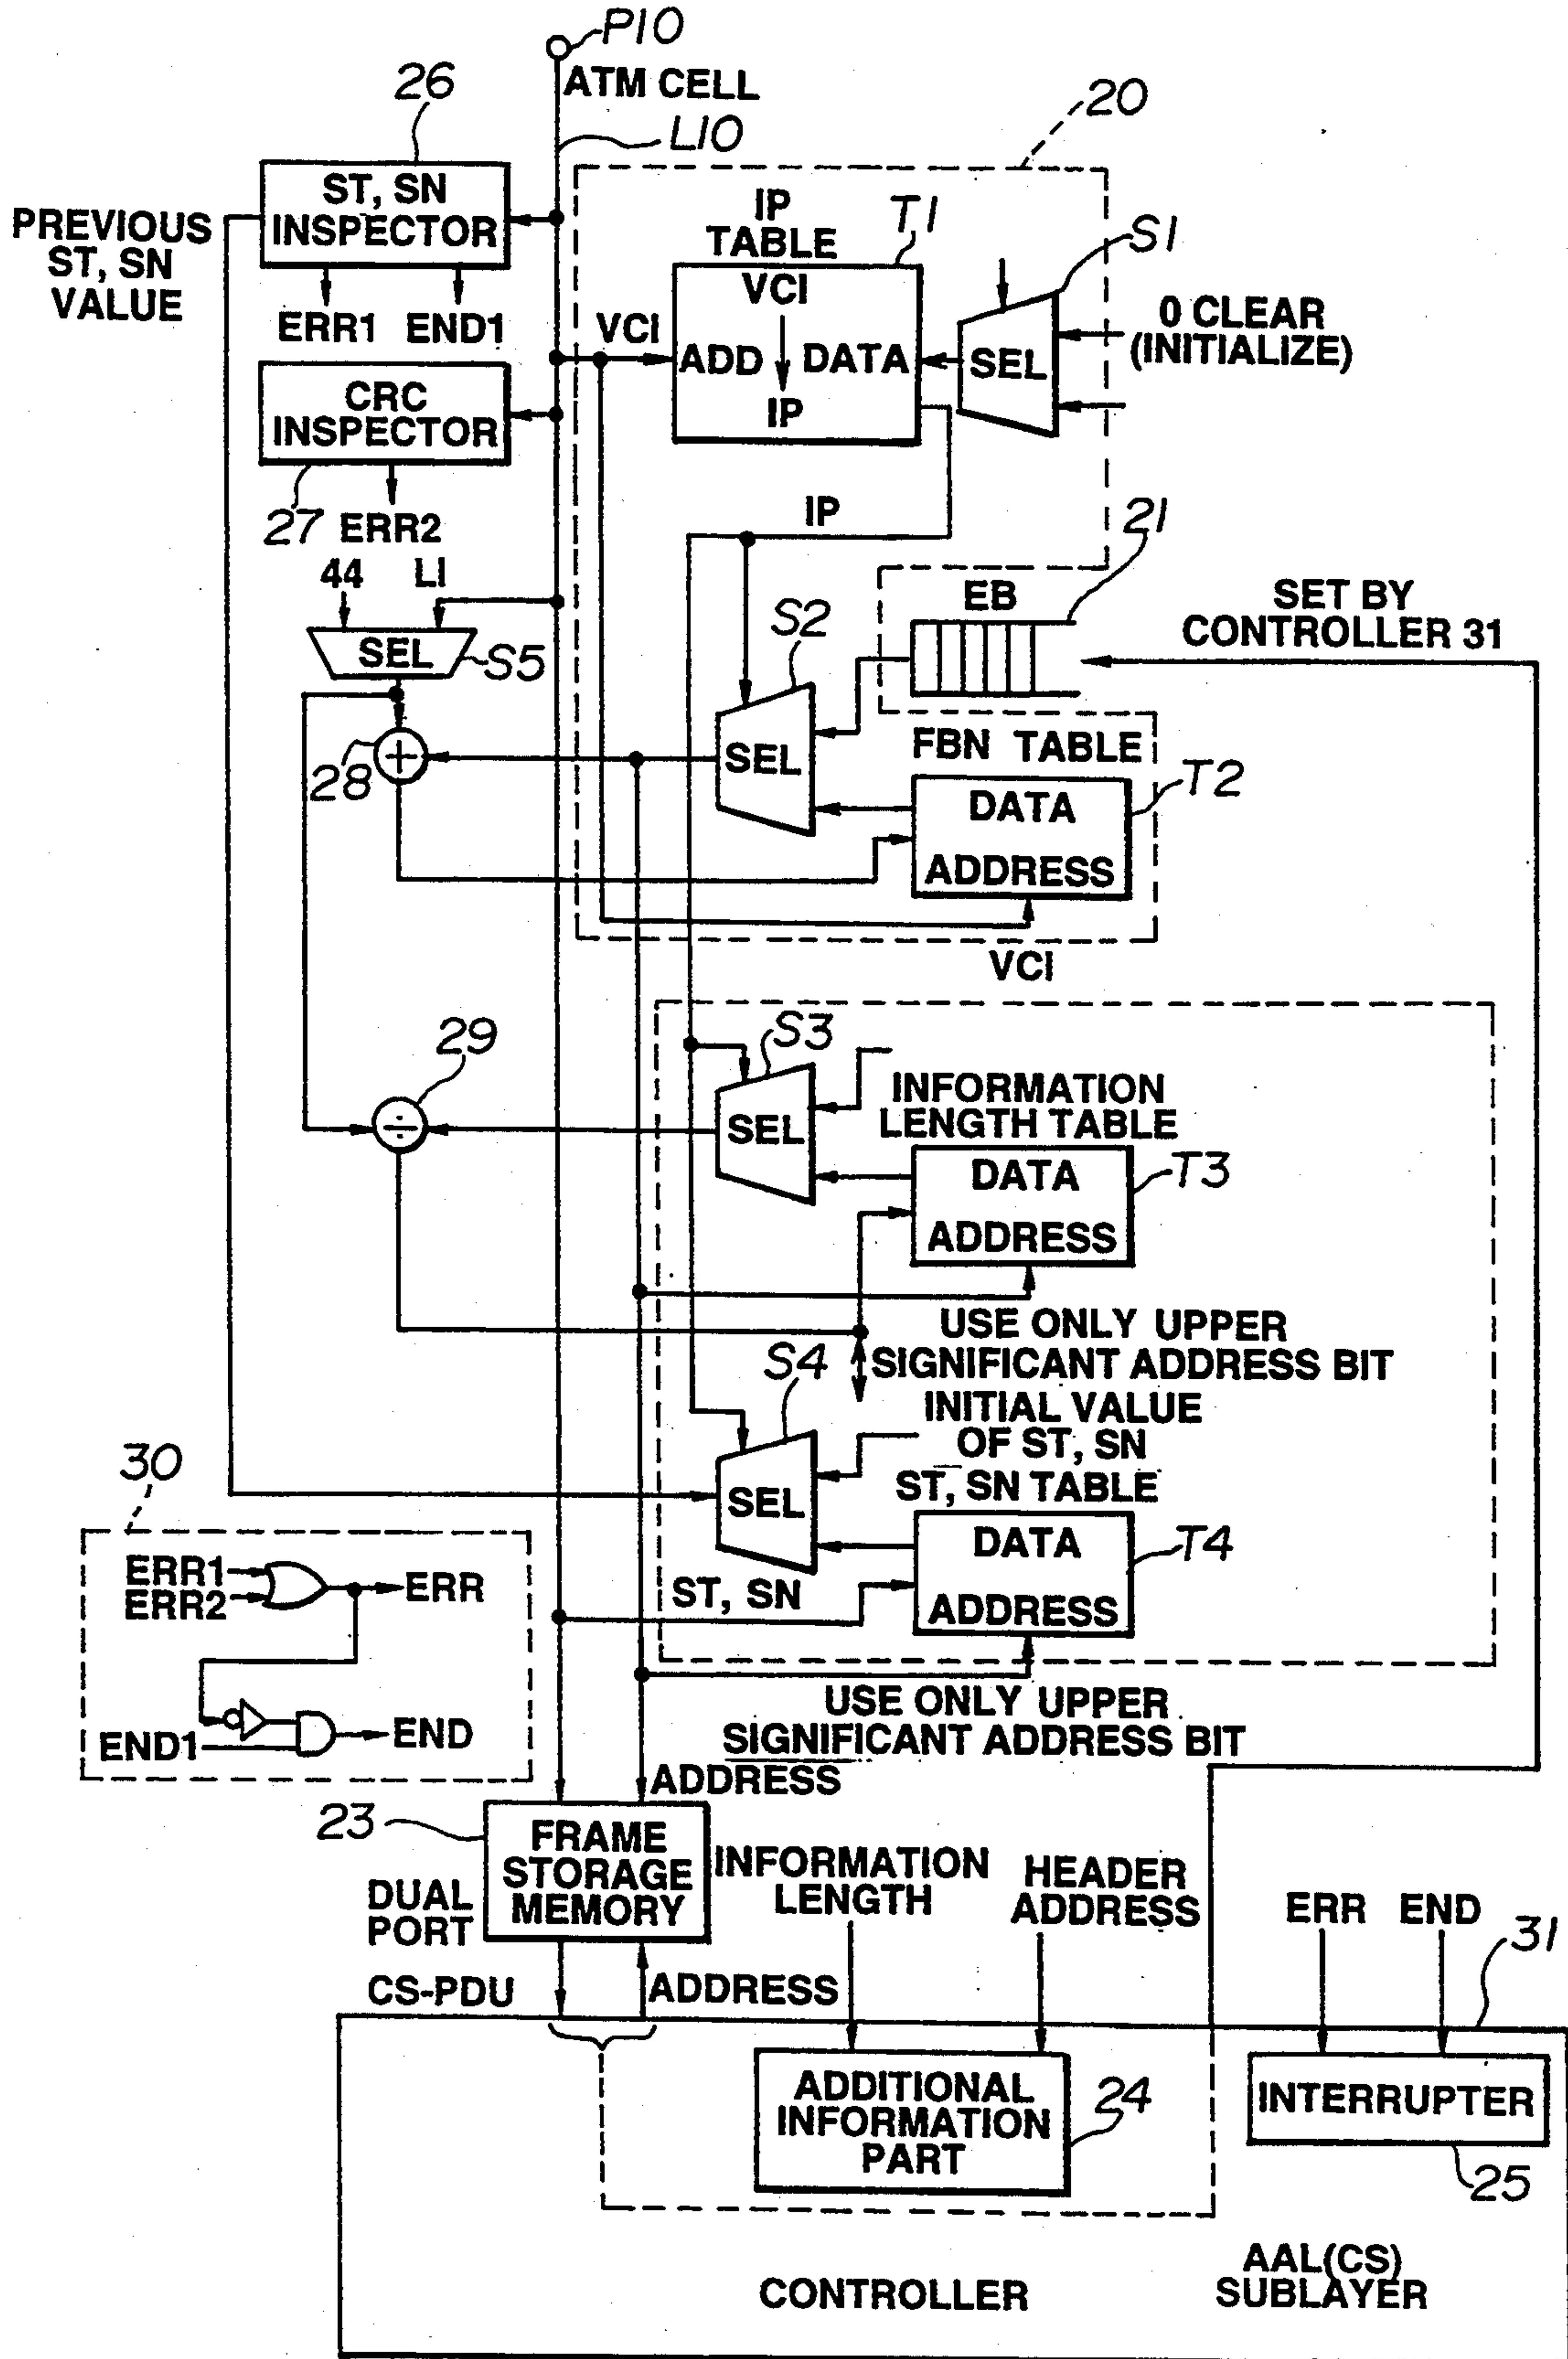 P10
ATM CELL
L10
26
20
ST, SN
INSPECTOR
PREVIOUS
ST, SN
VALUE
ERR1 END1
IP
TABLE
T1
S1
VCI
VCI
ADD DATA
IP
SEL
0 CLEAR
(INITIALIZE)
CRC
INSPECTOR
27
ERR2
IP
44 LI
SEL
S5
21
EB
SET BY
CONTROLLER 31
S2
SEL
28
+
FBN TABLE
T2
DATA
ADDRESS
VCI
29
÷
S3
SEL
INFORMATION
LENGTH TABLE
T3
DATA
ADDRESS
USE ONLY UPPER
SIGNIFICANT ADDRESS BIT
S4
SEL
INITIAL VALUE
OF ST, SN
ST, SN TABLE
T4
DATA
ADDRESS
ST, SN
30
ERR1
ERR2
ERR
END1
END
USE ONLY UPPER
SIGNIFICANT ADDRESS BIT
ADDRESS
23
FRAME
STORAGE
MEMORY
DUAL
PORT
INFORMATION
LENGTH
HEADER
ADDRESS
ERR END
31
CS-PDU
ADDRESS
ADDITIONAL
INFORMATION
PART
24
INTERRUPTER
25
CONTROLLER
AAL(CS)
SUBLAYER